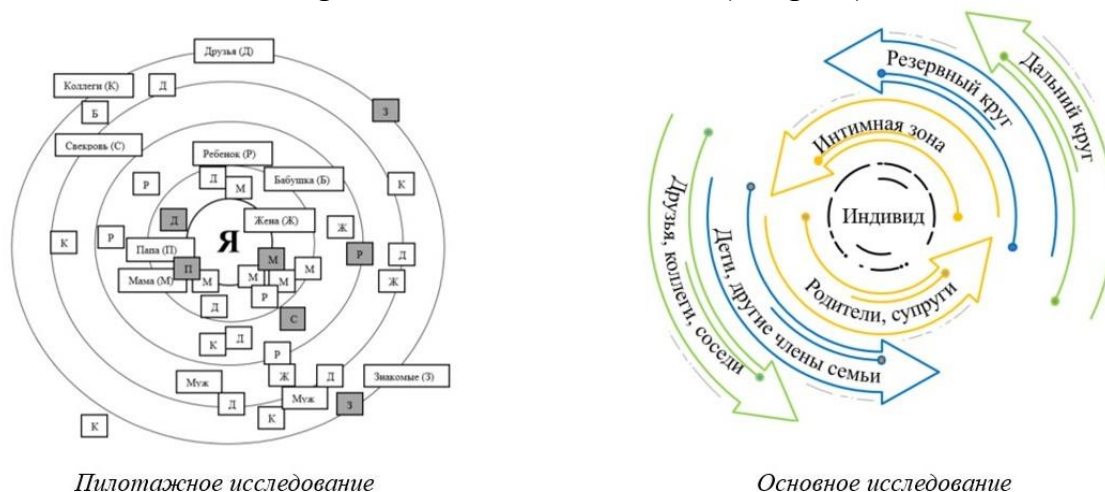 Друзья (Д)
Коллеги (К)
Д
Б
З
Свекровь (С)
Ребенок (Р)
Д
М
Бабушка (Б)
Р
К
Д
Жена (Ж)
Ж
Я
К
Р
Папа (П)
П
М
Р
Д
Мама (М)
М
М
М
М
Ж
Р
Д
С
К
Д
Р
Муж
Ж
Д
Знакомые (З)
Муж
Д
З
К
К
Пилотажное исследование
Дальний круг
Резервный круг
Интимная зона
Индивид
Родители, супруги
Дети, другие члены семьи
Друзья, коллеги, соседи
Основное исследование